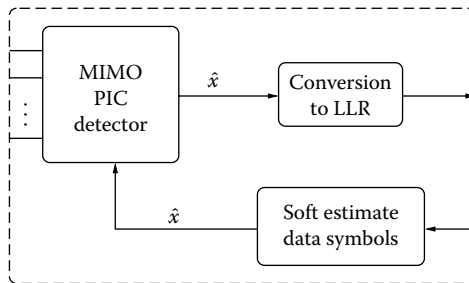 MIMO
PIC
detector
x̂
Conversion
to LLR
x̂
Soft estimate
data symbols